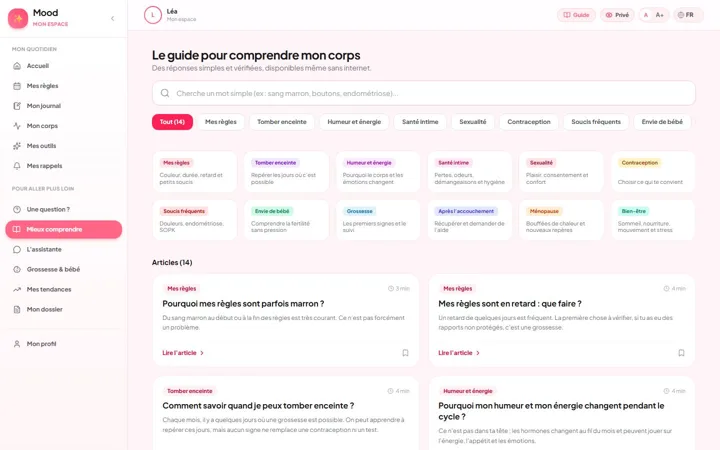 Mood
MON ESPACE
L
Léa
Mon espace
Guide
Privé
A
A+
FR
MON QUOTIDIEN
Accueil
Mes règles
Mon journal
Mon corps
Mes outils
Mes rappels
POUR ALLER PLUS LOIN
Une question ?
Mieux comprendre
L'assistante
Grossesse & bébé
Mes tendances
Mon dossier
Mon profil
Le guide pour comprendre mon corps
Des réponses simples et vérifiées, disponibles même sans internet.
Cherche un mot simple (ex : sang marron, boutons, endométriose)...
Tout (14)
Mes règles
Tomber enceinte
Humeur et énergie
Santé intime
Sexualité
Contraception
Soucis fréquents
Envie de bébé
Mes règles
Couleur, durée, retard et
petits soucis
Tomber enceinte
Repérer les jours où c'est
possible
Humeur et énergie
Pourquoi le corps et les
émotions changent
Santé intime
Pertes, odeurs,
démangeaisons et hygiène
Sexualité
Plaisir, consentement et
confort
Contraception
Choisir ce qui te convient
Soucis fréquents
Douleurs, endométriose,
SOPK
Envie de bébé
Comprendre la fertilité
sans pression
Grossesse
Les premiers signes et le
suivi
Après l'accouchement
Récupérer et demander de
l'aide
Ménopause
Bouffées de chaleur et
nouveaux repères
Bien-être
Sommeil, nourriture,
mouvement et stress
Articles (14)
Mes règles
3 min
Pourquoi mes règles sont parfois marron ?
Du sang marron au début ou à la fin des règles est très courant. Ce n'est pas forcément
un problème.
Lire l'article
Mes règles
4 min
Mes règles sont en retard : que faire ?
Un retard de quelques jours est fréquent. La première chose à vérifier, si tu as eu des
rapports non protégés, c'est une grossesse.
Lire l'article
Tomber enceinte
4 min
Comment savoir quand je peux tomber enceinte ?
Chaque mois, il y a quelques jours où une grossesse est possible. On peut apprendre à
repérer ces jours, mais aucun signe ne remplace une contraception ni un test.
Humeur et énergie
4 min
Pourquoi mon humeur et mon énergie changent pendant le
cycle ?
Ce n'est pas dans ta tête : les hormones changent au fil du mois et peuvent jouer sur
l'énergie, l'appétit et les émotions.